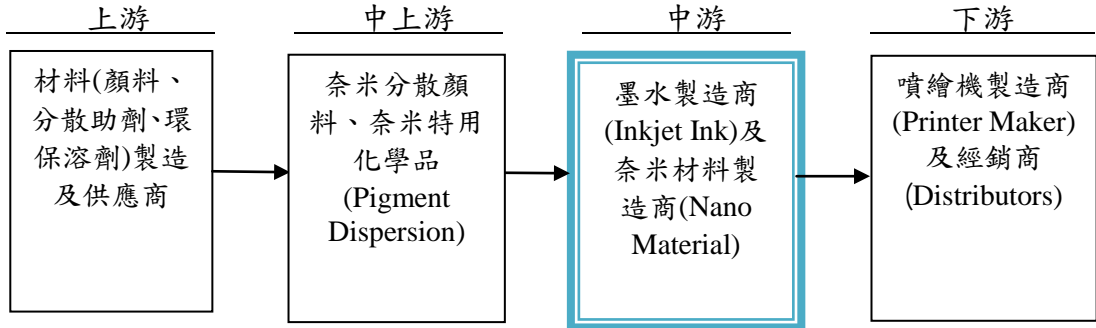 上游
中上游
中游
下游
材料(顏料、
分散助劑、環
保溶劑)製造
及供應商
奈米分散顏
料、奈米特用
化學品
(Pigment
Dispersion)
墨水製造商
(Inkjet Ink)及
奈米材料製
造商(Nano
Material)
噴繪機製造商
(Printer Maker)
及經銷商
(Distributors)